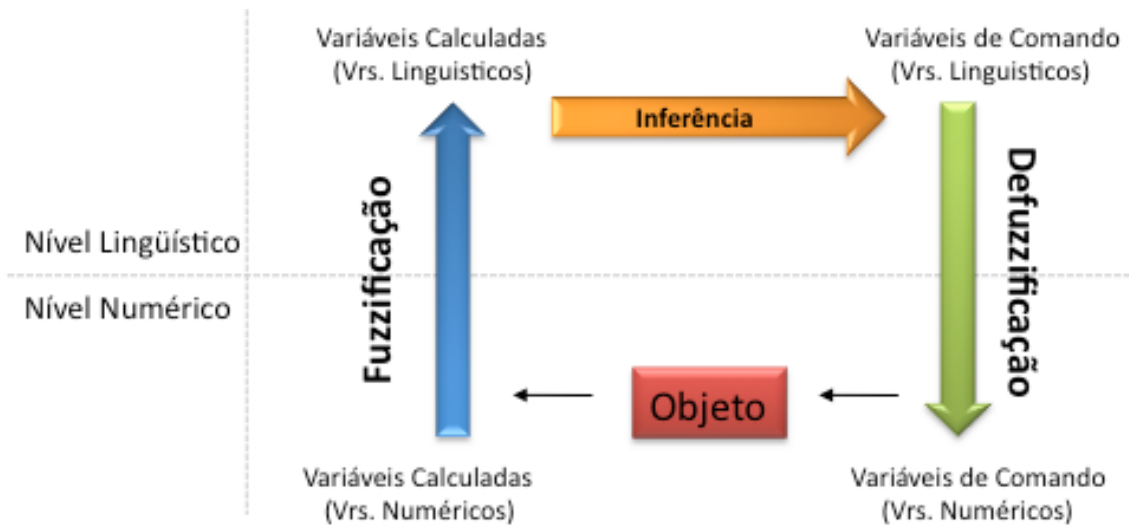 Variáveis Calculadas
(Vrs. Linguisticos)
Variáveis de Comando
(Vrs. Linguisticos)
Inferência
Fuzzificação
Defuzzificação
Nível Lingüístico
Nível Numérico
Objeto
Variáveis Calculadas
(Vrs. Numéricos)
Variáveis de Comando
(Vrs. Numéricos)